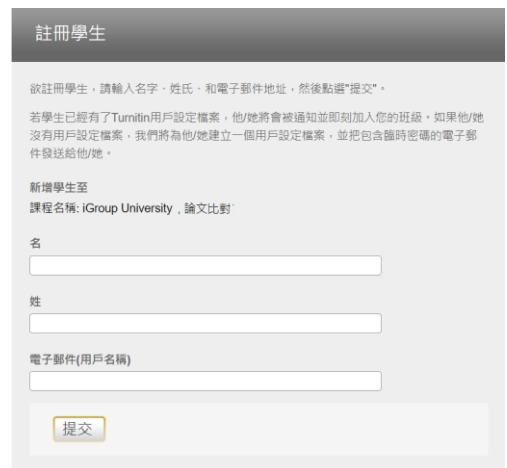 註冊學生
欲註冊學生，請輸入名字、姓氏、和電子郵件地址，然後點選"提交"。
若學生已經有了Turnitin用戶設定檔案，他/她將會被通知並即刻加入您的班級。如果他/她
沒有用戶設定檔案，我們將為他/她建立一個用戶設定檔案，並把包含臨時密碼的電子郵
件發送給他/她。
新增學生至
課程名稱: iGroup University , 論文比對
名
姓
電子郵件(用戶名稱)
提交